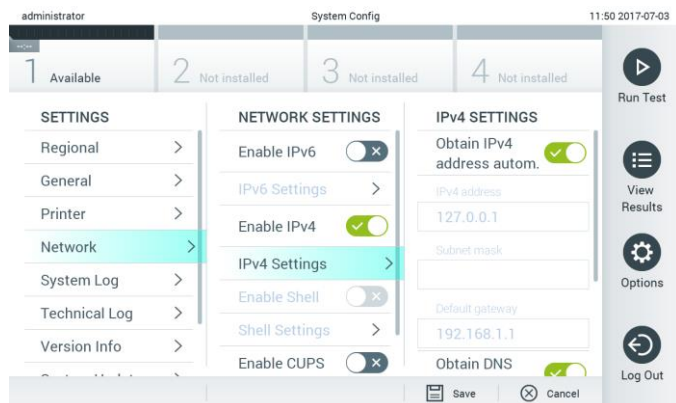 administrator
System Config
11:50 2017-07-03
--:--
1 Available
2 Not installed
3 Not installed
4 Not installed
Run Test
View
Results
Options
Log Out
SETTINGS
Regional
General
Printer
Network
System Log
Technical Log
Version Info
NETWORK SETTINGS
Enable IPv6
IPv6 Settings
Enable IPv4
IPv4 Settings
Enable Shell
Shell Settings
Enable CUPS
IPv4 SETTINGS
Obtain IPv4
address autom.
IPv4 address
127.0.0.1
Subnet mask
Default gateway
192.168.1.1
Obtain DNS
Save
Cancel